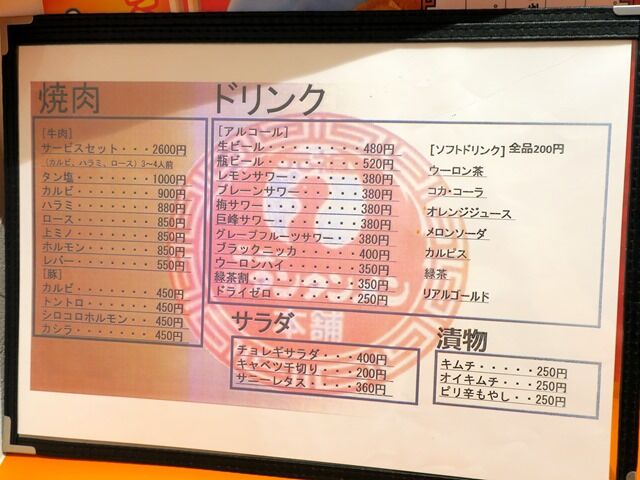 焼肉
[牛肉]
サービスセット・・・2600円
(カルビ、ハラミ、ロース) 3〜4人前
タン塩・・・・・・1000円
カルビ・・・・・・・900円
ハラミ・・・・・・・880円
ロース・・・・・・・850円
上ミノ・・・・・・・850円
ホルモン・・・・・・850円
レバー・・・・・・・550円
[豚]
カルビ・・・・・・・450円
トントロ・・・・・・450円
シロコロホルモン・・450円
カシラ・・・・・・・450円
ドリンク
[アルコール]
生ビール・・・・・・・・・480円
瓶ビール・・・・・・・・・520円
レモンサワー・・・・・・・380円
プレーンサワー・・・・・・380円
梅サワー・・・・・・・・・380円
巨峰サワー・・・・・・・・380円
グレープフルーツサワー・・380円
ブラックニッカ・・・・・・400円
ウーロンハイ・・・・・・・350円
緑茶割・・・・・・・・・・350円
ドライゼロ・・・・・・・・250円
[ソフトドリンク] 全品200円
ウーロン茶
コカ・コーラ
オレンジジュース
メロンソーダ
カルピス
緑茶
リアルゴールド
本舗
サラダ
チョレギサラダ・・・400円
キャベツ千切り・・・200円
サニーレタス・・・・360円
漬物
キムチ・・・・・250円
オイキムチ・・・250円
ピリ辛もやし・・250円